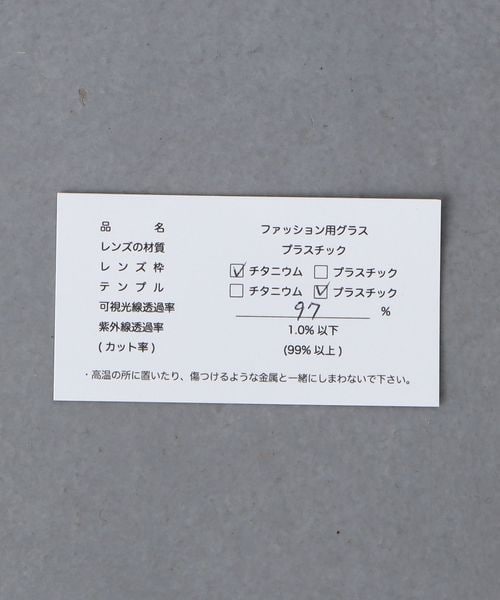 品名 ファッション用グラス
レンズの材質 プラスチック
レンズ枠 ☑チタニウム □プラスチック
テンプル □チタニウム ☑プラスチック
可視光線透過率 97 %
紫外線透過率 1.0%以下
(カット率) (99%以上)
・高温の所に置いたり、傷つけるような金属と一緒にしまわないで下さい。